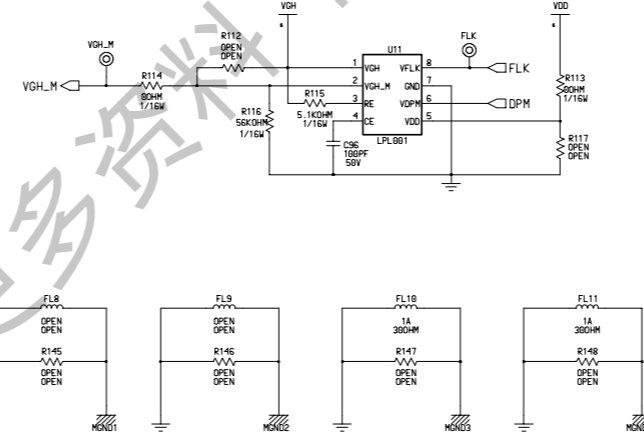 VGH
VDD
R112
OPEN
OPEN
VGH_M
FLK
U11
1 VGH VFLK 8
FLK
VGH_M
R114
0OHM
1/16W
2 VGH_M GND 7
R113
0OHM
1/16W
R115
5.1KOHM
1/16W
3 RE VDPM 6
DPM
R116
56KOHM
1/16W
4 CE VDD 5
LPL001
C96
100PF
50V
R117
OPEN
OPEN
FL8
OPEN
OPEN
FL9
OPEN
OPEN
FL10
1A
30OHM
FL11
1A
30OHM
R145
OPEN
OPEN
R146
OPEN
OPEN
R147
OPEN
OPEN
R148
OPEN
OPEN
MGND1
MGND2
MGND3
多资料